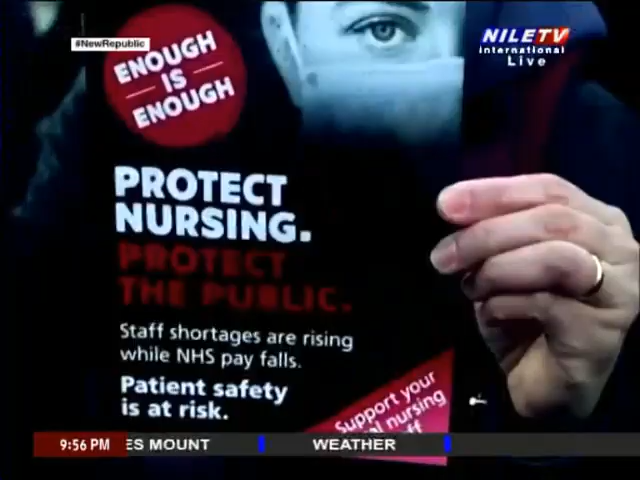 #NewRepublic
NILE TV
international
Live
ENOUGH
IS
ENOUGH
PROTECT
NURSING.
PROTECT
THE PUBLIC.
Staff shortages are rising
while NHS pay falls.
Patient safety
is at risk.
Support your
nursing
9:56 PM
ES MOUNT
WEATHER